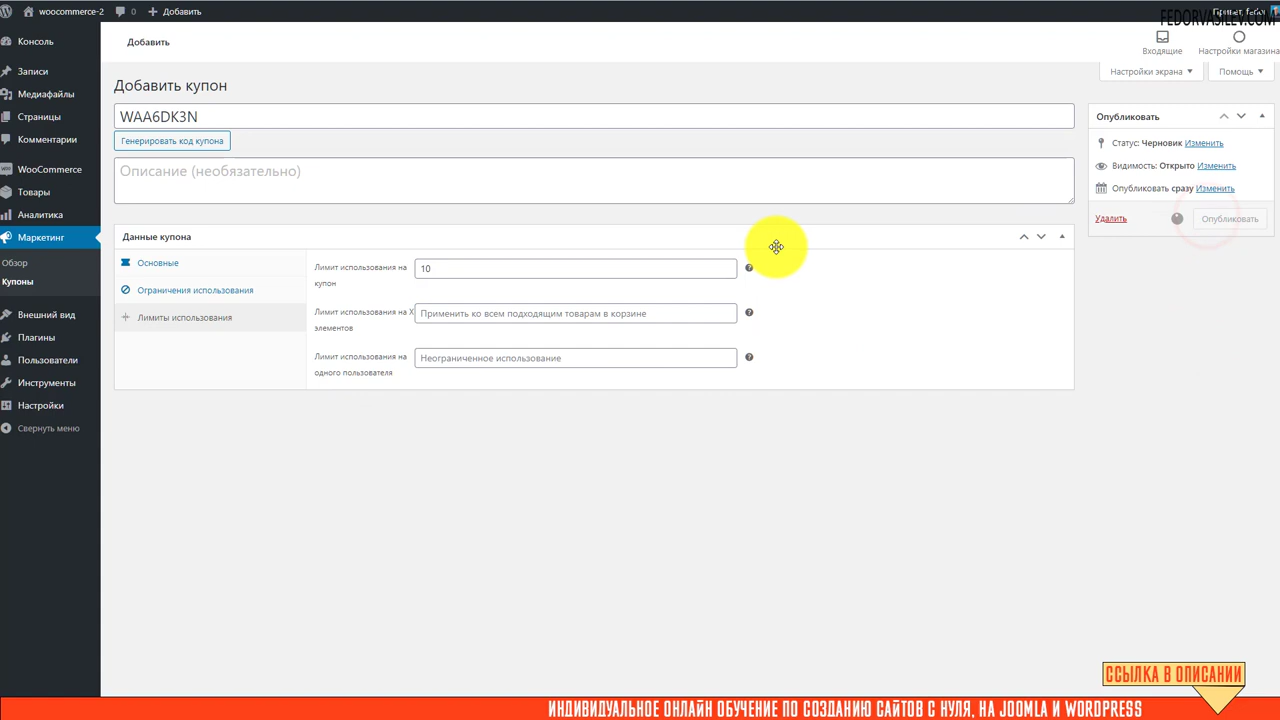 woocommerce-2
0
Добавить
FEDORVASILEV.COM
Консоль
Записи
Медиафайлы
Страницы
Комментарии
WooCommerce
Товары
Аналитика
Маркетинг
Обзор
Купоны
Внешний вид
Плагины
Пользователи
Инструменты
Настройки
Свернуть меню
Добавить
Входящие
Настройки магазина
Настройки экрана
Помощь
Добавить купон
WAA6DK3N
Генерировать код купона
Описание (необязательно)
Данные купона
Основные
Ограничения использования
Лимиты использования
Лимит использования на
купон
10
Лимит использования на X
элементов
Применить ко всем подходящим товарам в корзине
Лимит использования на
одного пользователя
Неограниченное использование
Опубликовать
Статус: Черновик Изменить
Видимость: Открыто Изменить
Опубликовать сразу Изменить
Удалить
Опубликовать
ССЫЛКА В ОПИСАНИИ
ИНДИВИДУАЛЬНОЕ ОНЛАЙН ОБУЧЕНИЕ ПО СОЗДАНИЮ САЙТОВ С НУЛЯ, НА JOOMLA И WORDPRESS